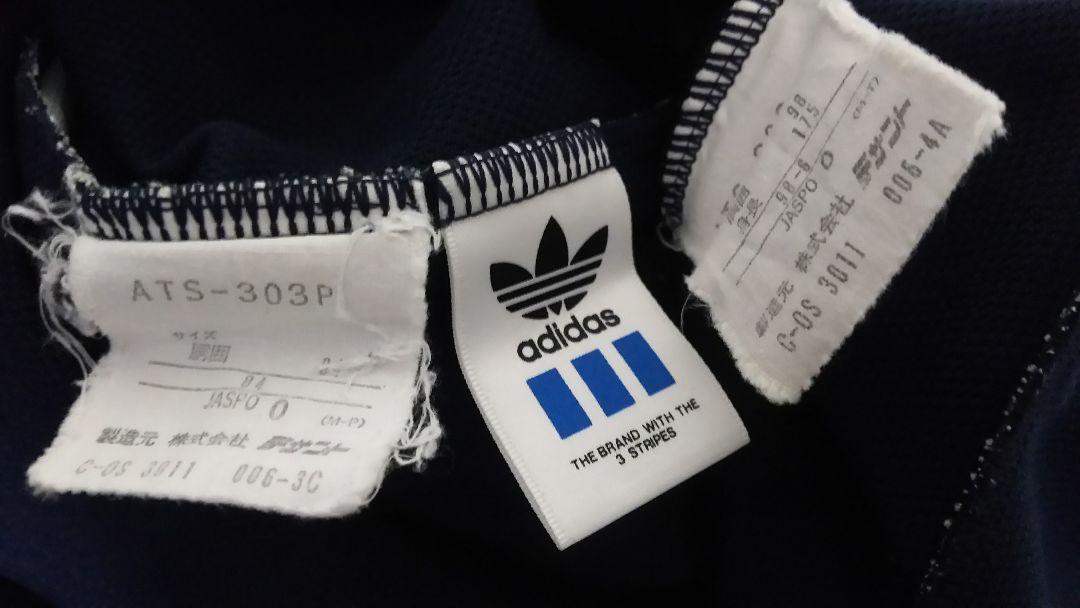 ATS-303P
サイズ
胴囲
84
JASPO O
(M-P)
製造元 株式会社 デサント
C-OS 3011 006-3C
adidas
THE BRAND WITH THE
3 STRIPES
98
175
身長
98-6
JASPO O
(M-T)
製造元 株式会社 デサント
C-OS 3011 006-4A